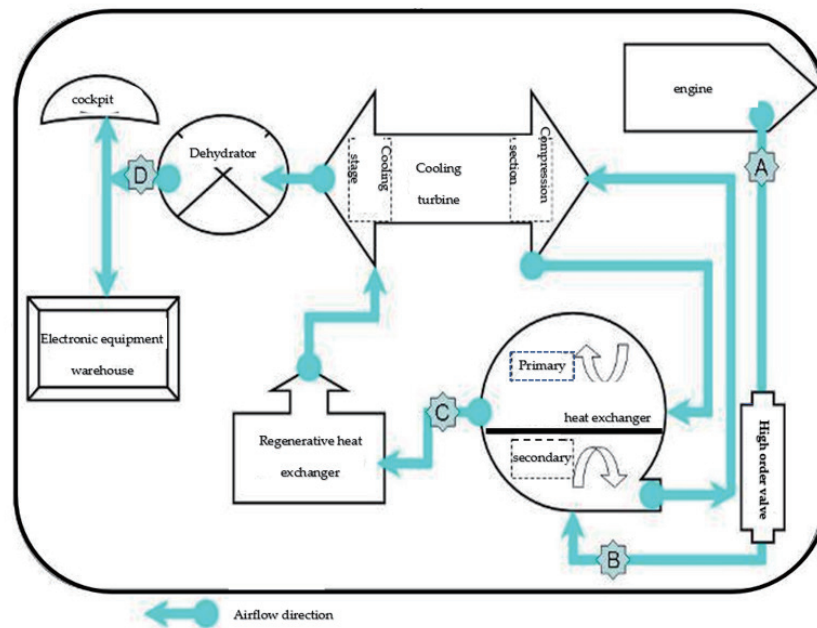 cockpit
Dehydrator
D
Cooling
stage
Cooling
turbine
Compression
section
engine
A
Electronic equipment
warehouse
Primary
heat exchanger
secondary
C
Regenerative heat
exchanger
High order valve
B
Airflow direction